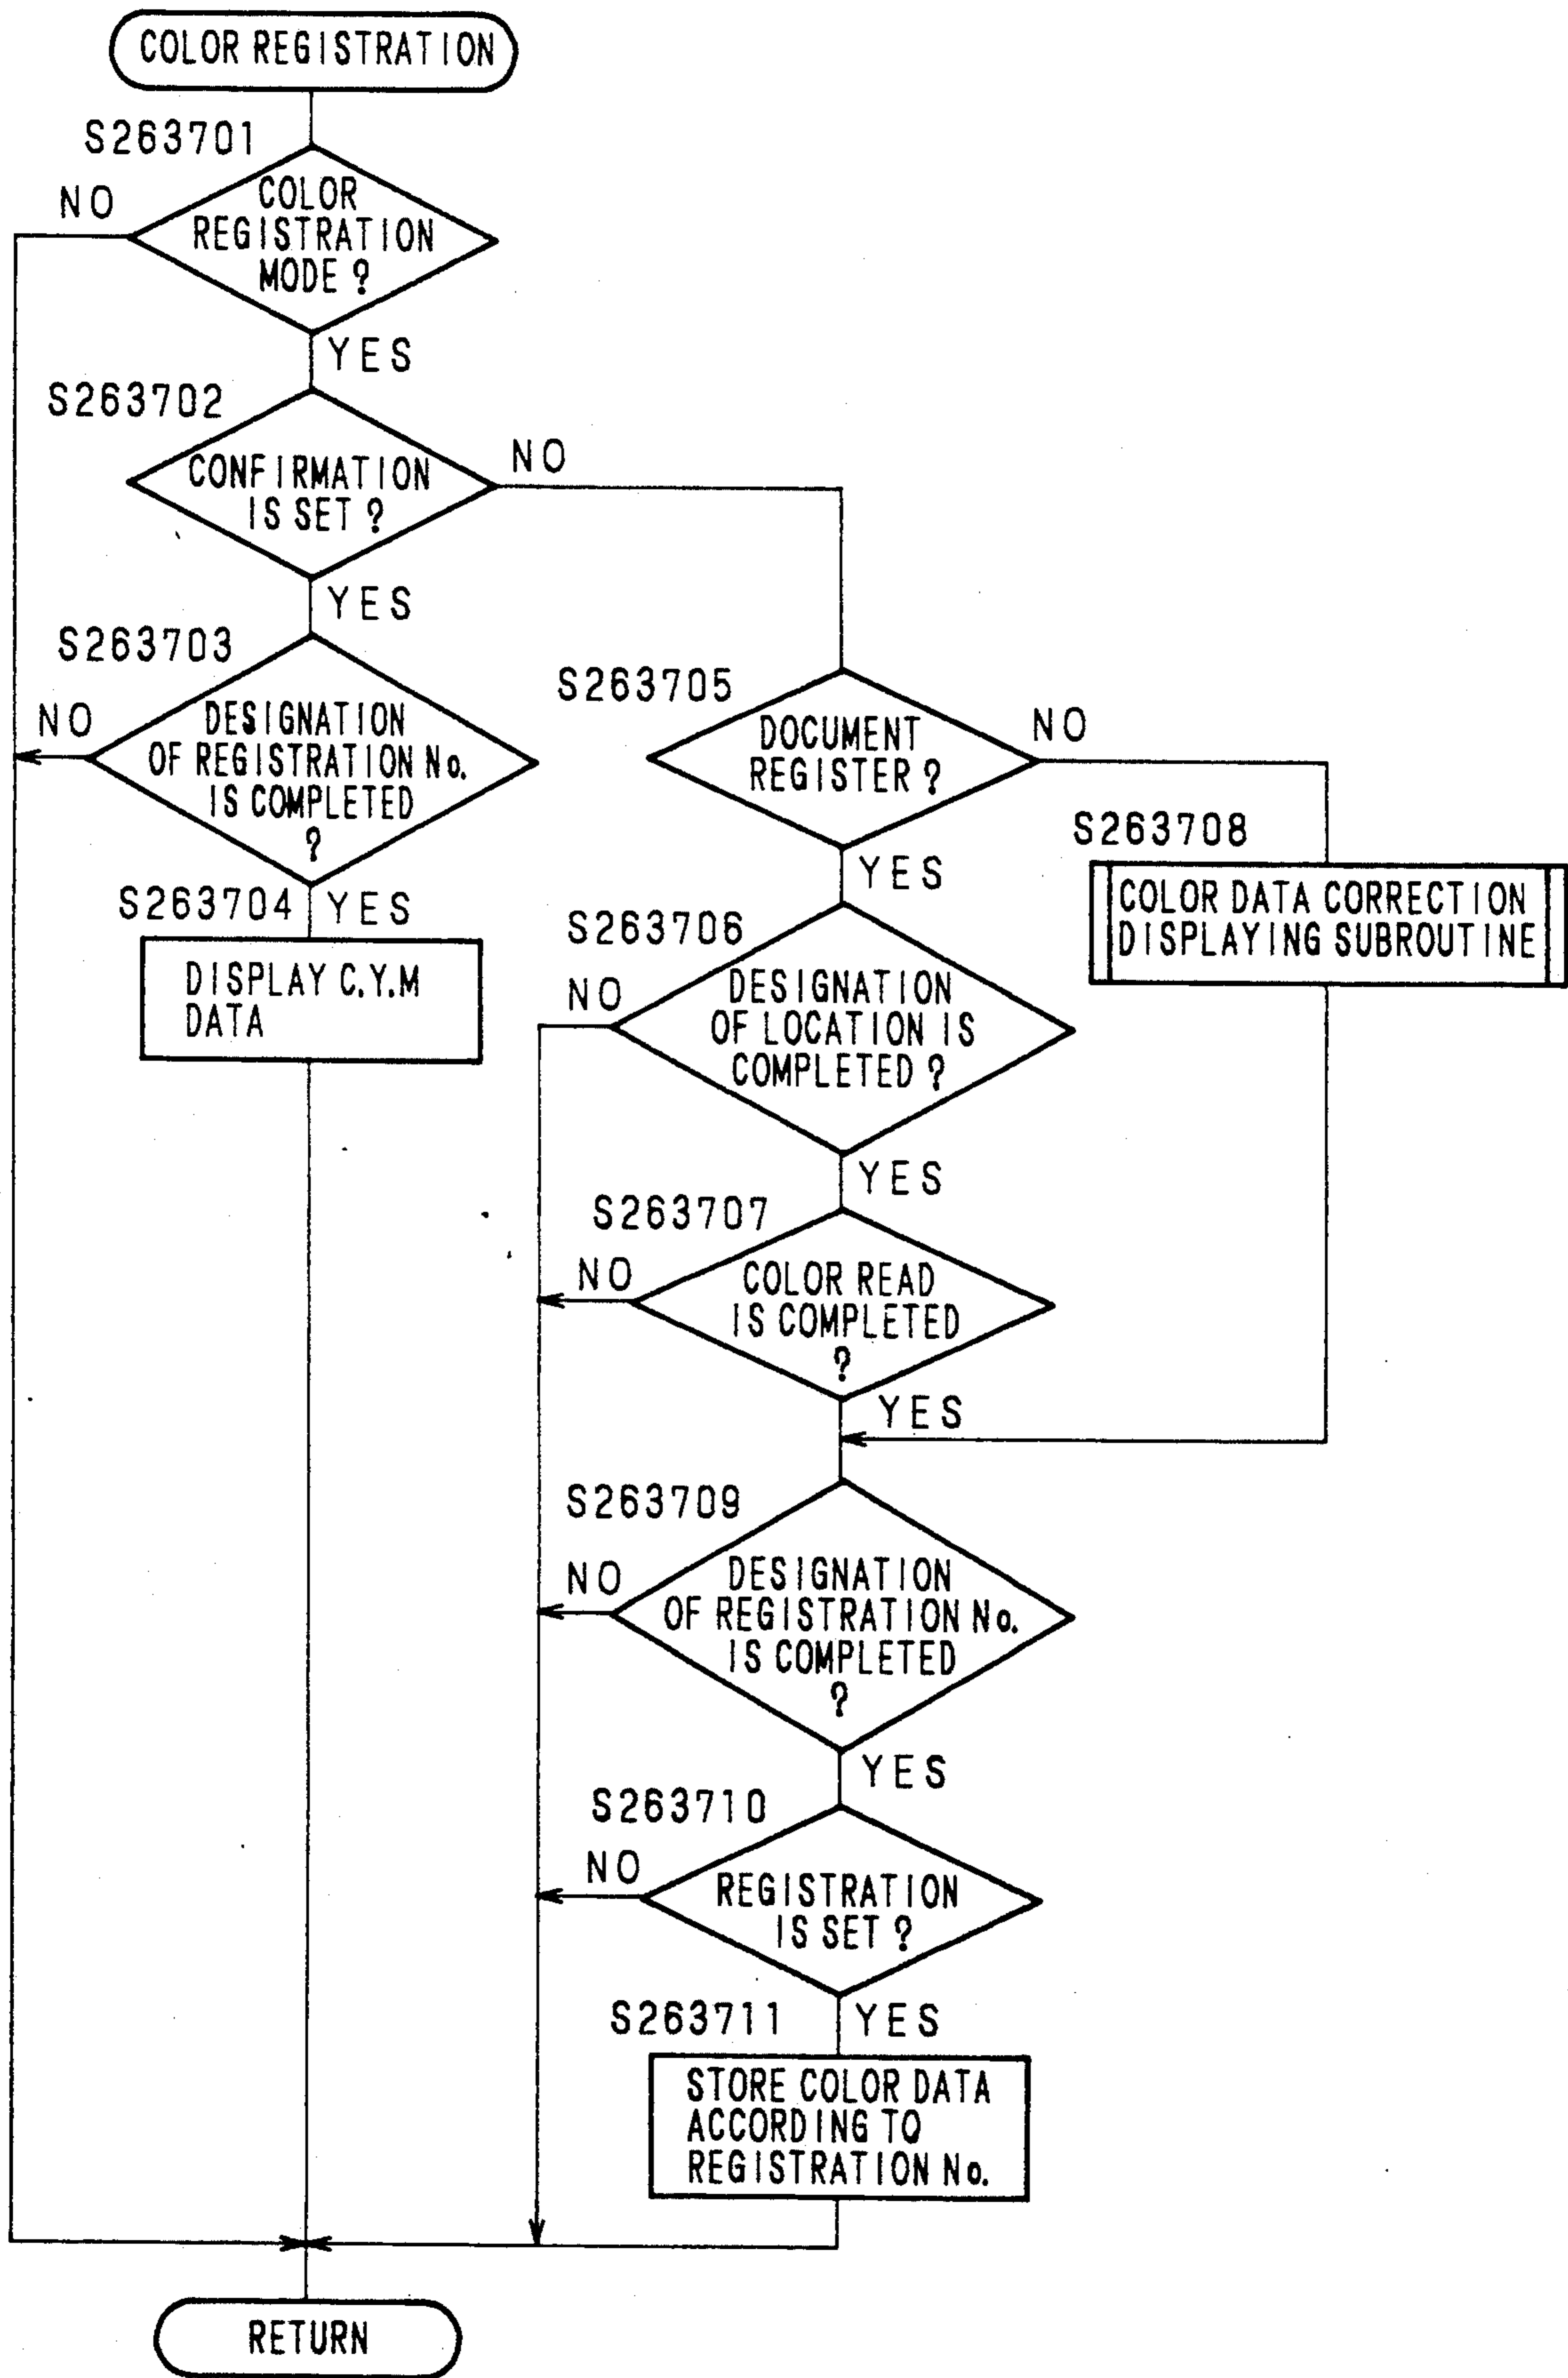 COLOR REGISTRATION
S263701
NO
COLOR
REGISTRATION
MODE ?
YES
S263702
CONFIRMATION
IS SET ?
NO
YES
S263703
NO
DESIGNATION
OF REGISTRATION No.
IS COMPLETED
?
S263704
YES
DISPLAY C.Y.M
DATA
S263705
DOCUMENT
REGISTER ?
NO
YES
S263708
COLOR DATA CORRECTION
DISPLAYING SUBROUTINE
S263706
NO
DESIGNATION
OF LOCATION IS
COMPLETED ?
YES
S263707
NO
COLOR READ
IS COMPLETED
?
YES
S263709
NO
DESIGNATION
OF REGISTRATION No.
IS COMPLETED
?
YES
S263710
NO
REGISTRATION
IS SET ?
S263711
YES
STORE COLOR DATA
ACCORDING TO
REGISTRATION No.
RETURN